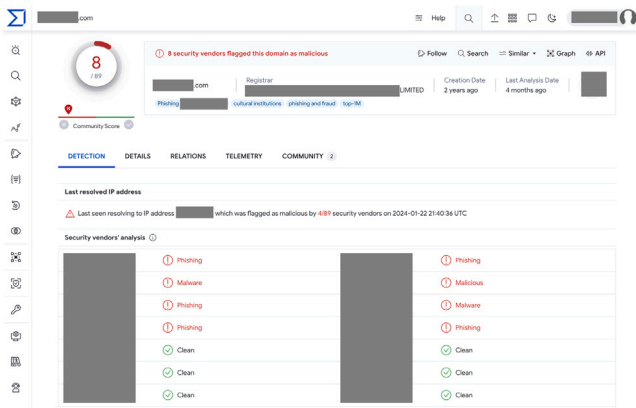 .com
Help
8
/ 89
Community Score
8 security vendors flagged this domain as malicious
Follow
Search
Similar
Graph
API
.com
Registrar
LIMITED
Creation Date
2 years ago
Last Analysis Date
4 months ago
Phishing
cultural institutions
phishing and fraud
top-1M
DETECTION
DETAILS
RELATIONS
TELEMETRY
COMMUNITY 2
Last resolved IP address
Last seen resolving to IP address which was flagged as malicious by 4/89 security vendors on 2024-01-22 21:40:36 UTC
Security vendors' analysis
Phishing
Phishing
Malware
Malicious
Phishing
Malware
Phishing
Phishing
Clean
Clean
Clean
Clean
Clean
Clean